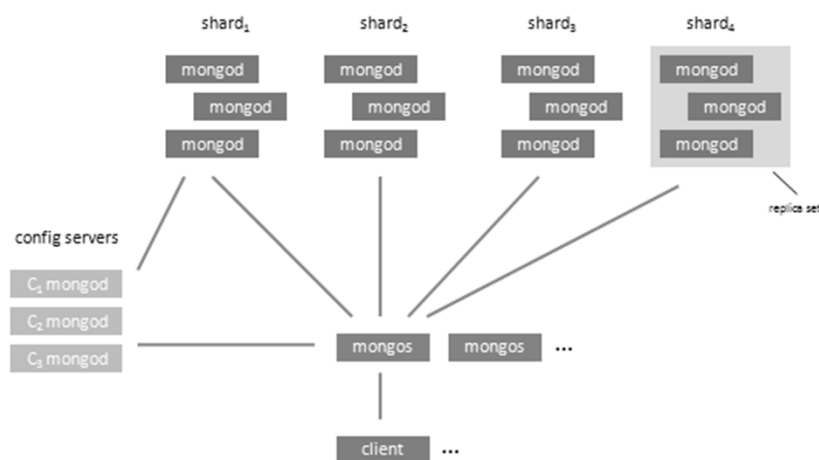 shard₁ shard₂ shard₃ shard₄
mongod mongod mongod mongod
mongod mongod mongod mongod
mongod mongod mongod mongod
replica set
config servers
C₁ mongod
C₂ mongod
C₃ mongod
mongos mongos ...
client ...